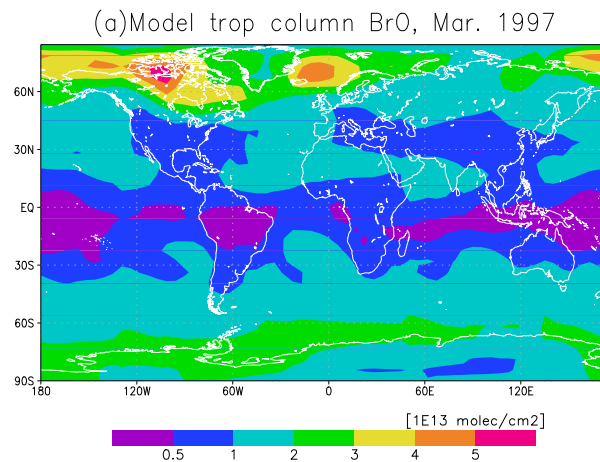 (a)Model trop column BrO, Mar. 1997
60N
30N
EQ
30S
60S
90S
180 120W 60W 0 60E 120E
[1E13 molec/cm2]
0.5 1 2 3 4 5